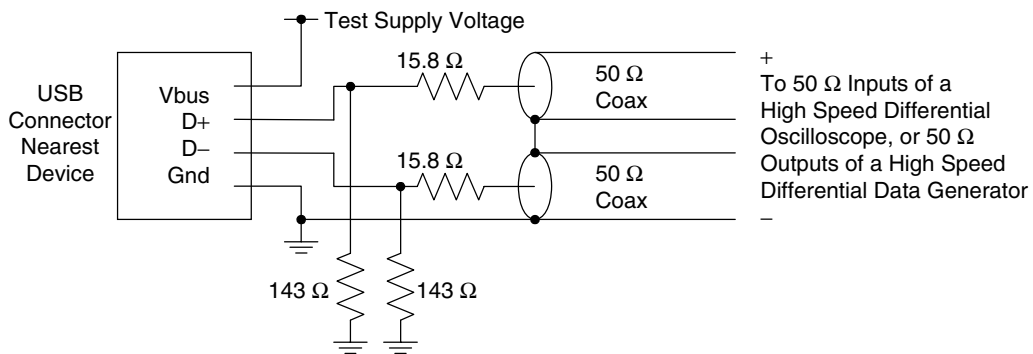 Test Supply Voltage
USB
Connector
Nearest
Device
Vbus
D+
D−
Gnd
15.8 Ω
50 Ω
Coax
15.8 Ω
50 Ω
Coax
143 Ω
143 Ω
+
To 50 Ω Inputs of a
High Speed Differential
Oscilloscope, or 50 Ω
Outputs of a High Speed
Differential Data Generator
−